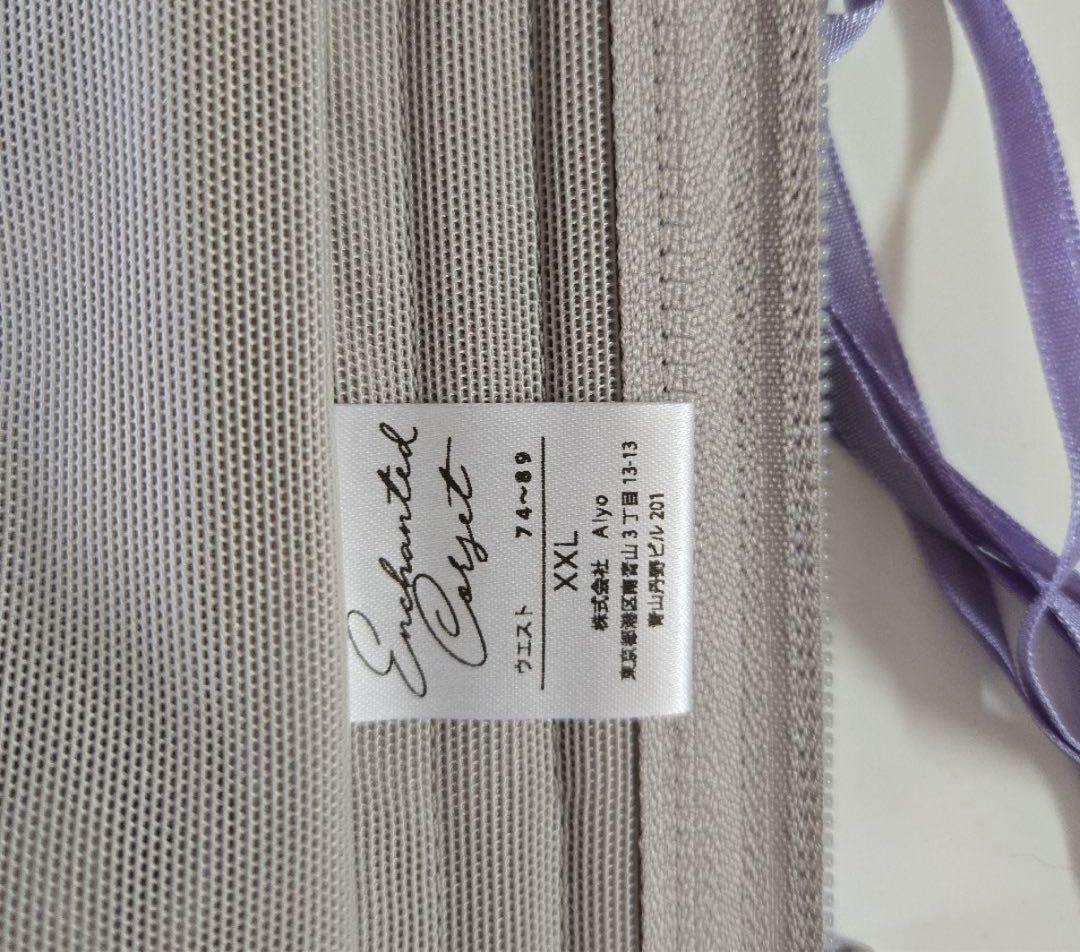 Enchanted
Corset
ウエスト 74~89
XXL
株式会社 Alyo
東京都港区南青山3丁目13-13
青山丹野ビル201